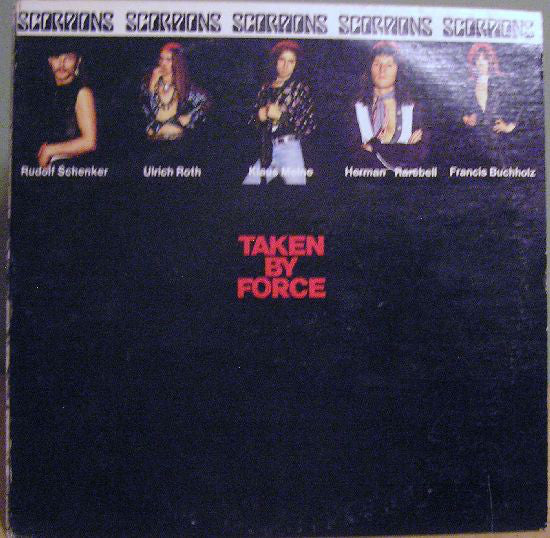 SCORPIONS SCORPIONS SCORPIONS SCORPIONS SCORPIONS
Rudolf Schenker Ulrich Roth Klaus Meine Herman Rarebell Francis Buchholz
TAKEN
BY
FORCE